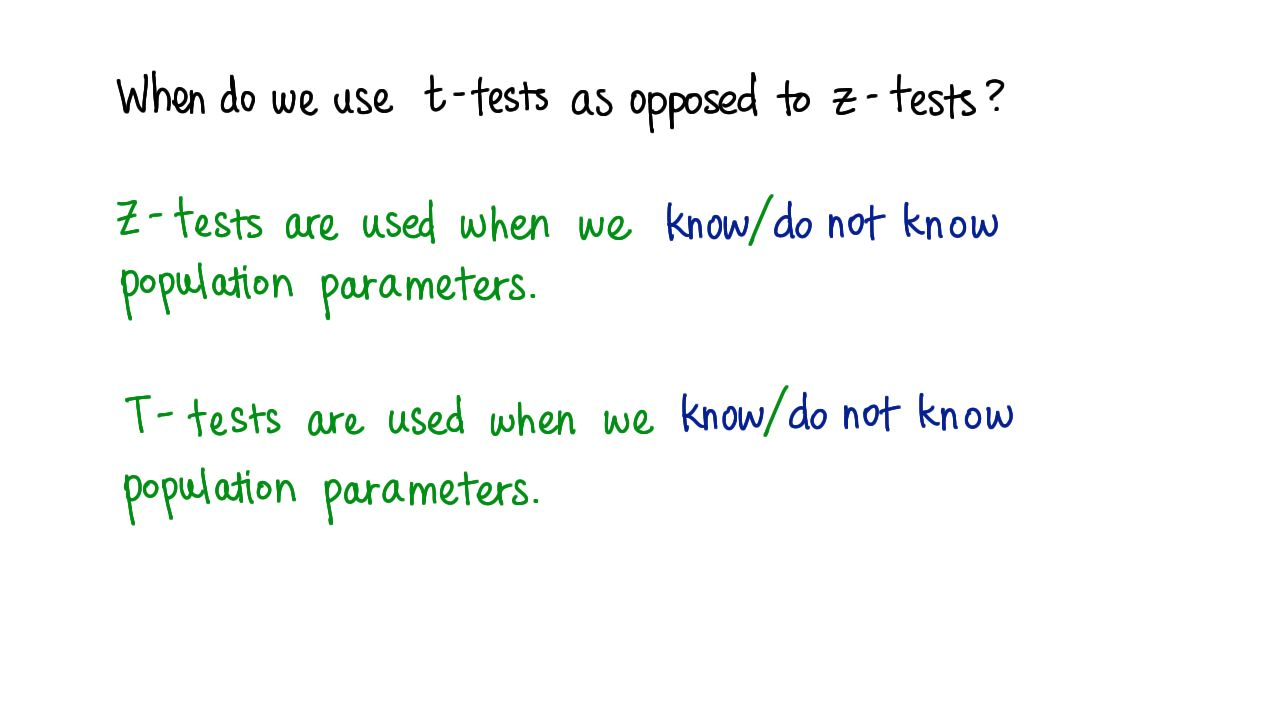 When do we use t-tests as opposed to z-tests?
Z-tests are used when we know/do not know
population parameters.
T-tests are used when we know/do not know
population parameters.